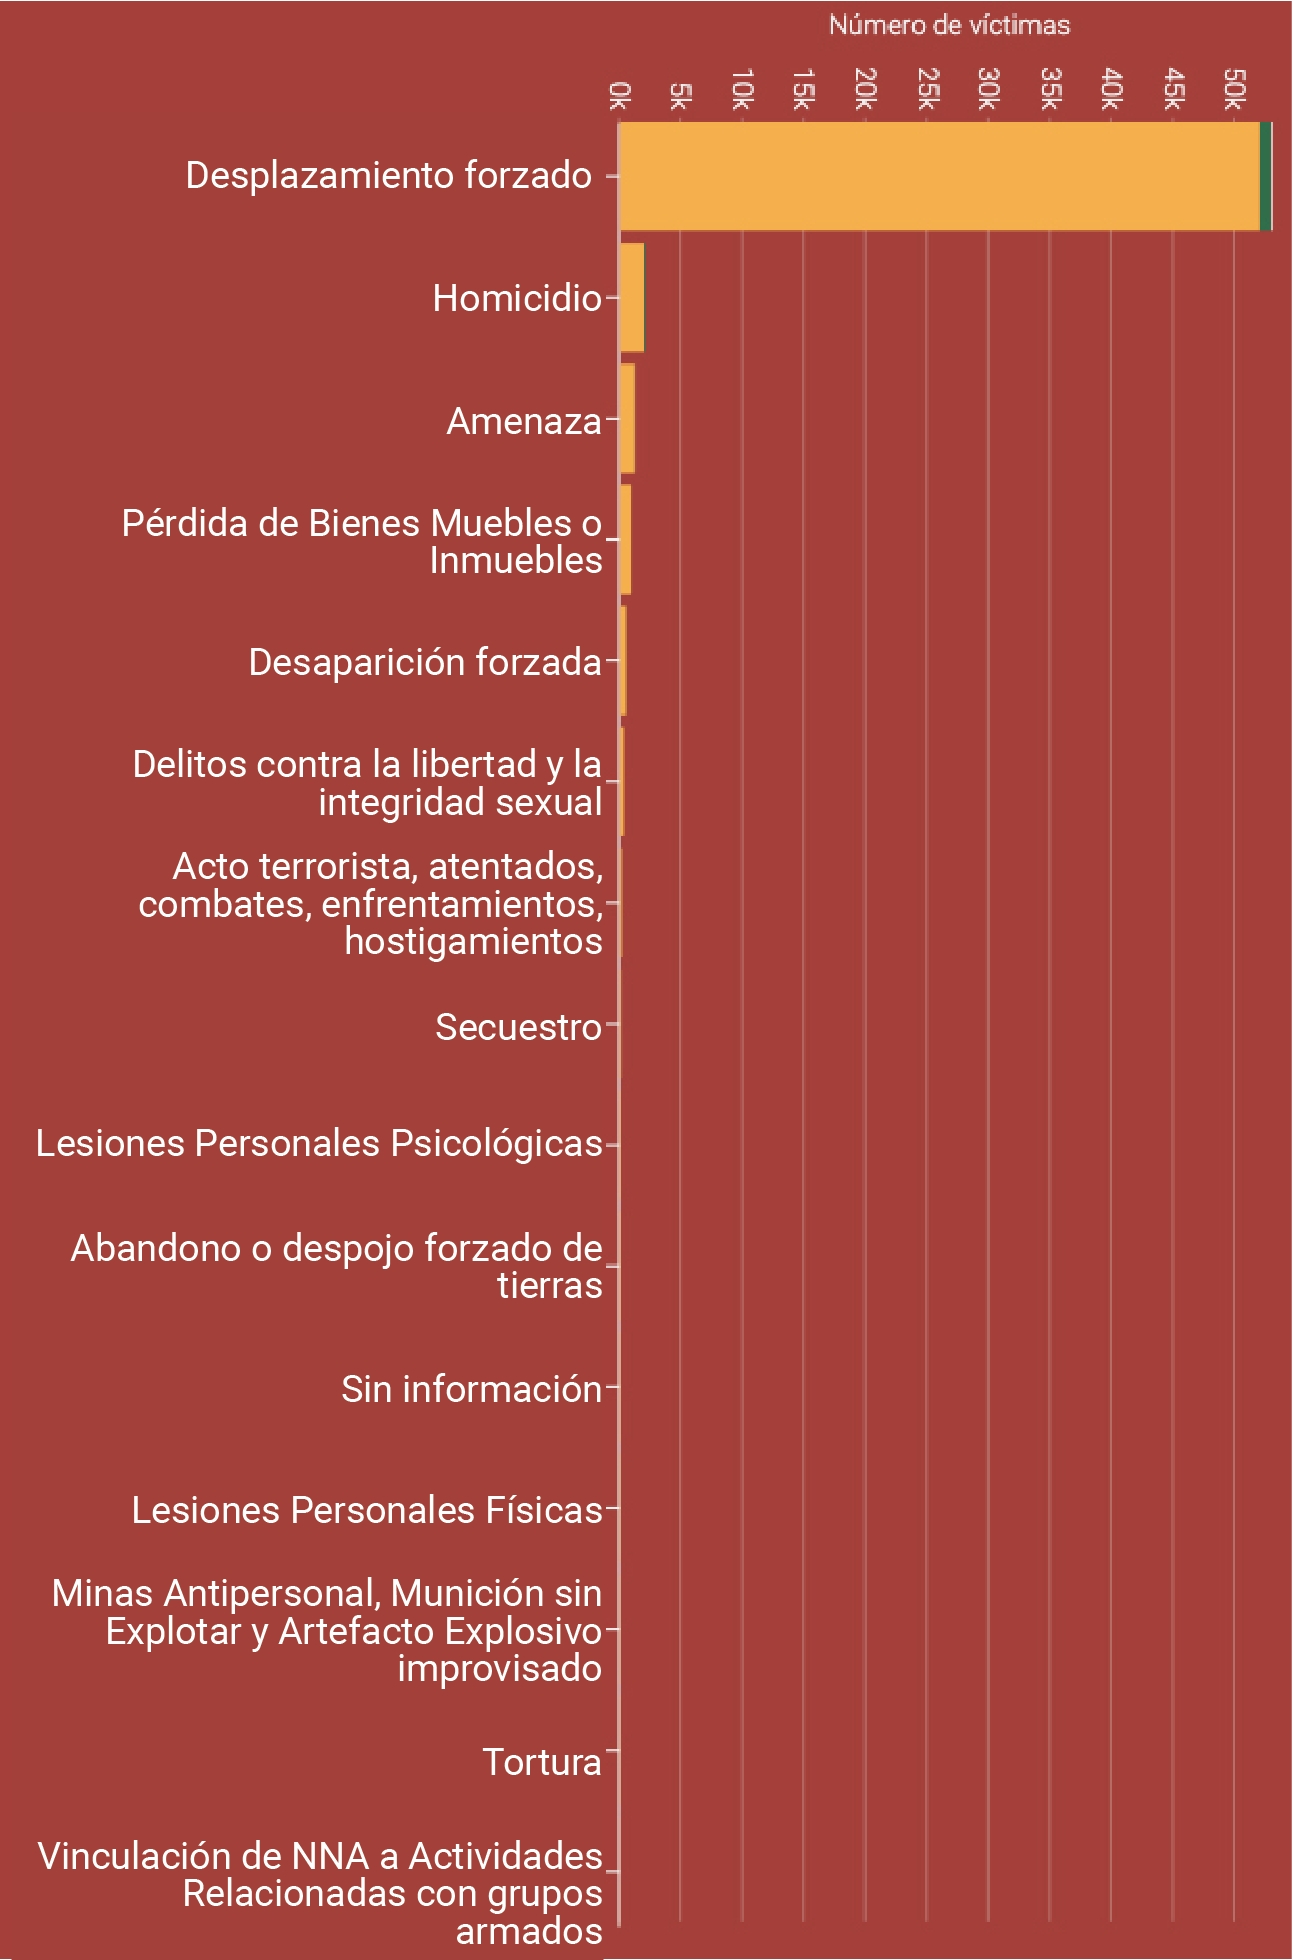 Número de víctimas
0k
5k
10k
15k
20k
25k
30k
35k
40k
45k
50k
Desplazamiento forzado
Homicidio
Amenaza
Pérdida de Bienes Muebles o
Inmuebles
Desaparición forzada
Delitos contra la libertad y la
integridad sexual
Acto terrorista, atentados,
combates, enfrentamientos,
hostigamientos
Secuestro
Lesiones Personales Psicológicas
Abandono o despojo forzado de
tierras
Sin información
Lesiones Personales Físicas
Minas Antipersonal, Munición sin
Explotar y Artefacto Explosivo
improvisado
Tortura
Vinculación de NNA a Actividades
Relacionadas con grupos
armados